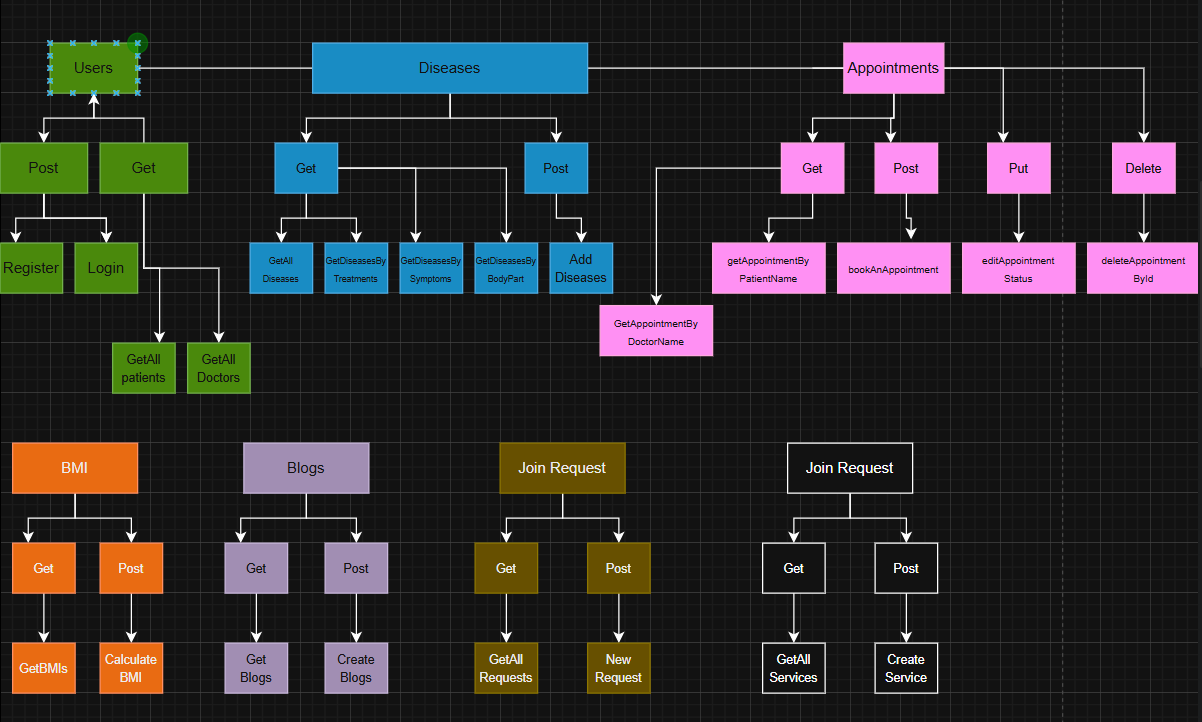 Users
Diseases
Appointments
Post
Get
Get
Post
Get
Post
Put
Delete
Register
Login
GetAll
Diseases
GetDiseasesBy
Treatments
GetDiseasesBy
Symptoms
GetDiseasesBy
BodyPart
Add
Diseases
getAppointmentBy
PatientName
bookAnAppointment
editAppointment
Status
deleteAppointment
ById
GetAppointmentBy
DoctorName
GetAll
patients
GetAll
Doctors
BMI
Blogs
Join Request
Join Request
Get
Post
Get
Post
Get
Post
Get
Post
GetBMIs
Calculate
BMI
Get
Blogs
Create
Blogs
GetAll
Requests
New
Request
GetAll
Services
Create
Service